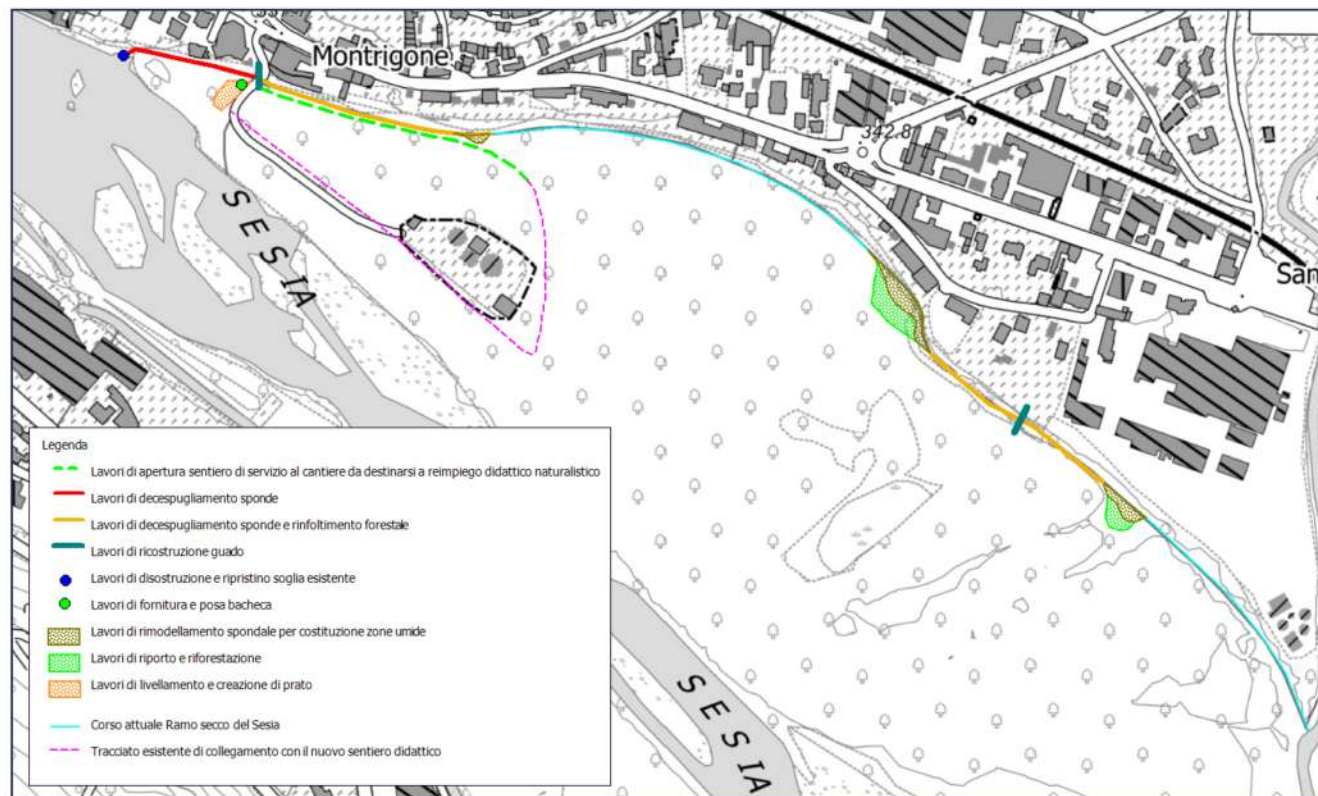 Montrigone
342.8
San
SESIA
SESIA
Legenda
Lavori di apertura sentiero di servizio al cantiere da destinarsi a reimpiego didattico naturalistico
Lavori di decespugliamento sponde
Lavori di decespugliamento sponde e rinfoltimento forestale
Lavori di ricostruzione guado
Lavori di disostruzione e ripristino soglia esistente
Lavori di fornitura e posa bacheca
Lavori di rimodellamento spondale per costituzione zone umide
Lavori di riporto e riforestazione
Lavori di livellamento e creazione di prato
Corso attuale Ramo secco del Sesia
Tracciato esistente di collegamento con il nuovo sentiero didattico